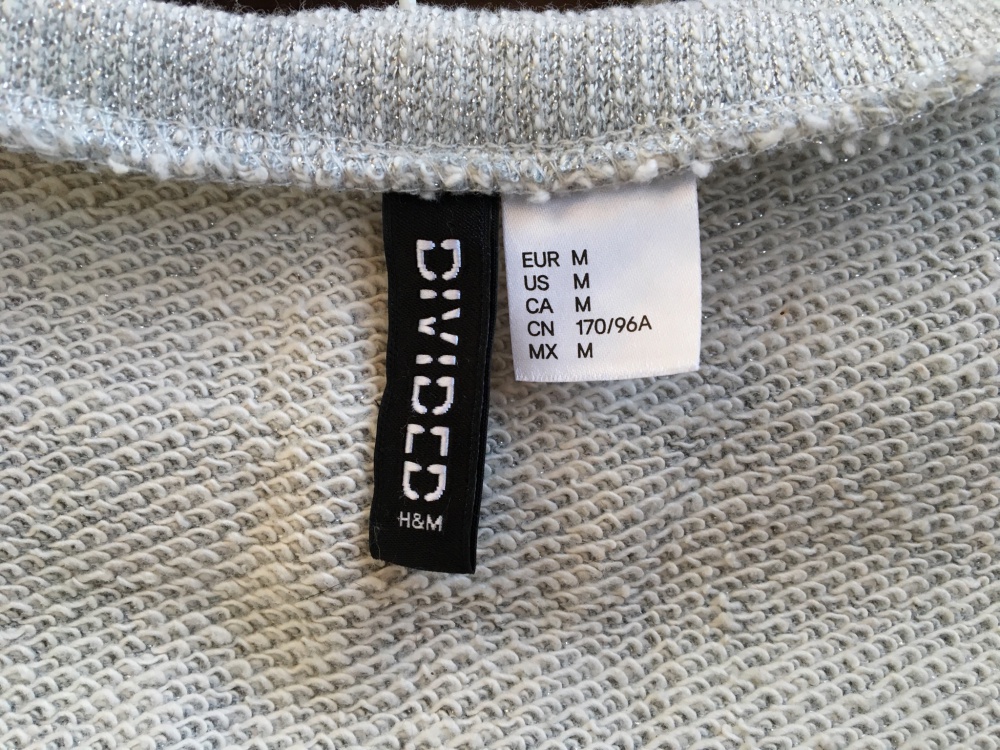 DIVIDED
H&M
EUR M
US M
CA M
CN 170/96A
MX M